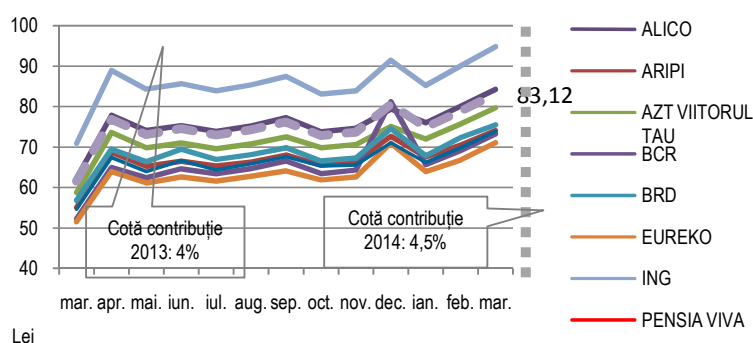 100
90
80
70
60
50
40
83,12
Cotă contribuție
2013: 4%
Cotă contribuție
2014: 4,5%
mar. apr. mai. iun. iul. aug. sep. oct. nov. dec. ian. feb. mar.
Lei
ALICO
ARIPI
AZT VIITORUL
TAU
BCR
BRD
EUREKO
ING
PENSIA VIVA